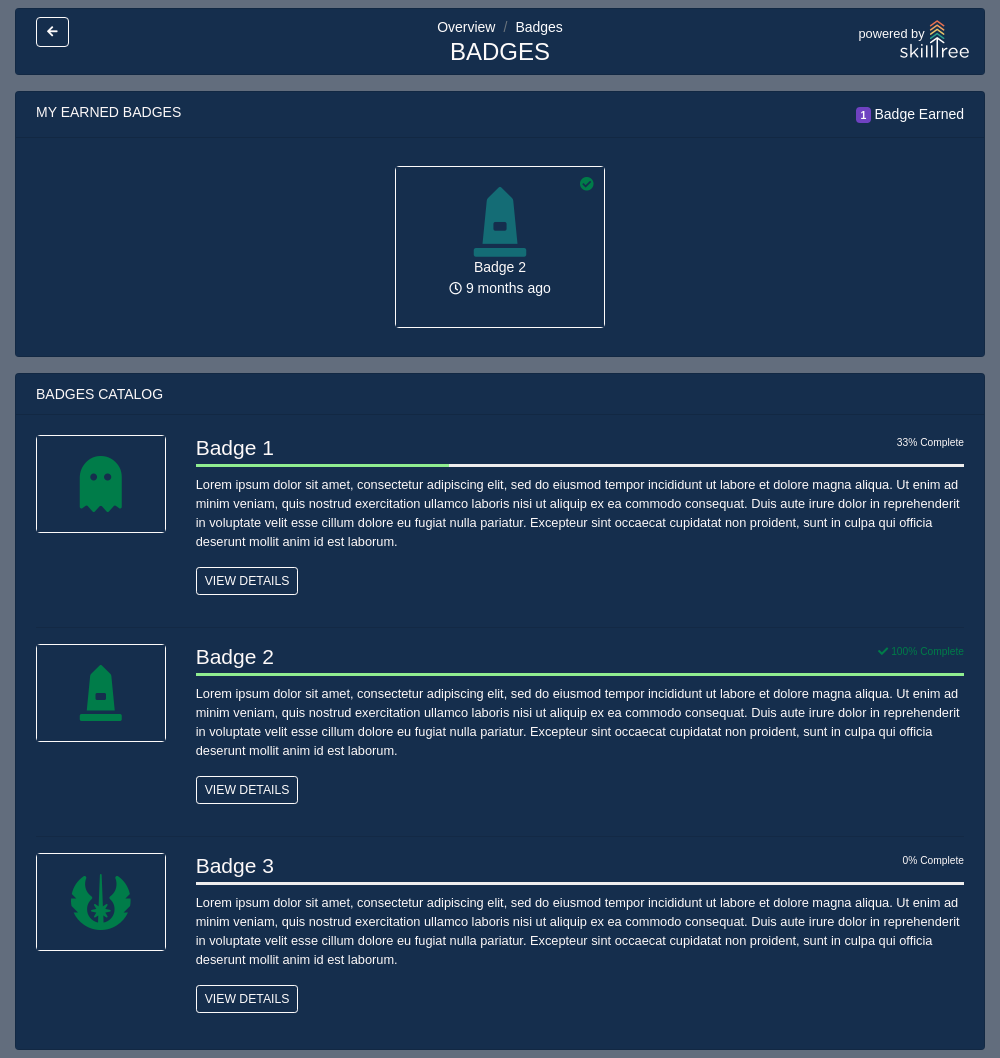 Overview / Badges
BADGES
powered by
skilltree
MY EARNED BADGES
1 Badge Earned
Badge 2
9 months ago
BADGES CATALOG
Badge 1
33% Complete
Lorem ipsum dolor sit amet, consectetur adipiscing elit, sed do eiusmod tempor incididunt ut labore et dolore magna aliqua. Ut enim ad
minim veniam, quis nostrud exercitation ullamco laboris nisi ut aliquip ex ea commodo consequat. Duis aute irure dolor in reprehenderit
in voluptate velit esse cillum dolore eu fugiat nulla pariatur. Excepteur sint occaecat cupidatat non proident, sunt in culpa qui officia
deserunt mollit anim id est laborum.
VIEW DETAILS
Badge 2
100% Complete
Lorem ipsum dolor sit amet, consectetur adipiscing elit, sed do eiusmod tempor incididunt ut labore et dolore magna aliqua. Ut enim ad
minim veniam, quis nostrud exercitation ullamco laboris nisi ut aliquip ex ea commodo consequat. Duis aute irure dolor in reprehenderit
in voluptate velit esse cillum dolore eu fugiat nulla pariatur. Excepteur sint occaecat cupidatat non proident, sunt in culpa qui officia
deserunt mollit anim id est laborum.
VIEW DETAILS
Badge 3
0% Complete
Lorem ipsum dolor sit amet, consectetur adipiscing elit, sed do eiusmod tempor incididunt ut labore et dolore magna aliqua. Ut enim ad
minim veniam, quis nostrud exercitation ullamco laboris nisi ut aliquip ex ea commodo consequat. Duis aute irure dolor in reprehenderit
in voluptate velit esse cillum dolore eu fugiat nulla pariatur. Excepteur sint occaecat cupidatat non proident, sunt in culpa qui officia
deserunt mollit anim id est laborum.
VIEW DETAILS